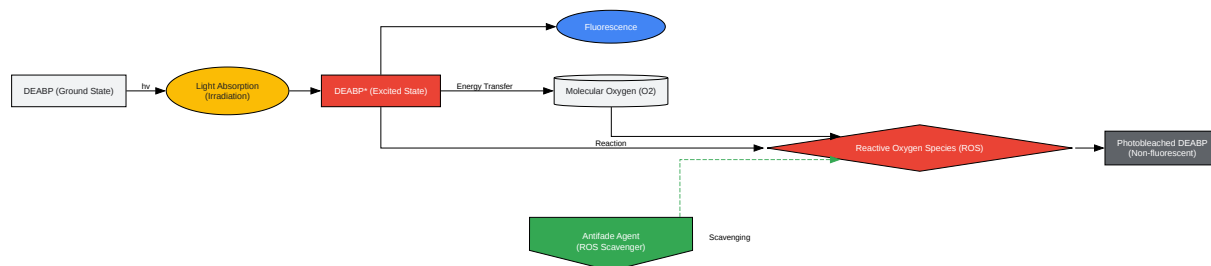 Fluorescence
DEABP (Ground State)
hv
Light Absorption
(Irradiation)
DEABP* (Excited State)
Energy Transfer
Molecular Oxygen (O2)
Reaction
Reactive Oxygen Species (ROS)
Photobleached DEABP
(Non-fluorescent)
Antifade Agent
(ROS Scavenger)
Scavenging